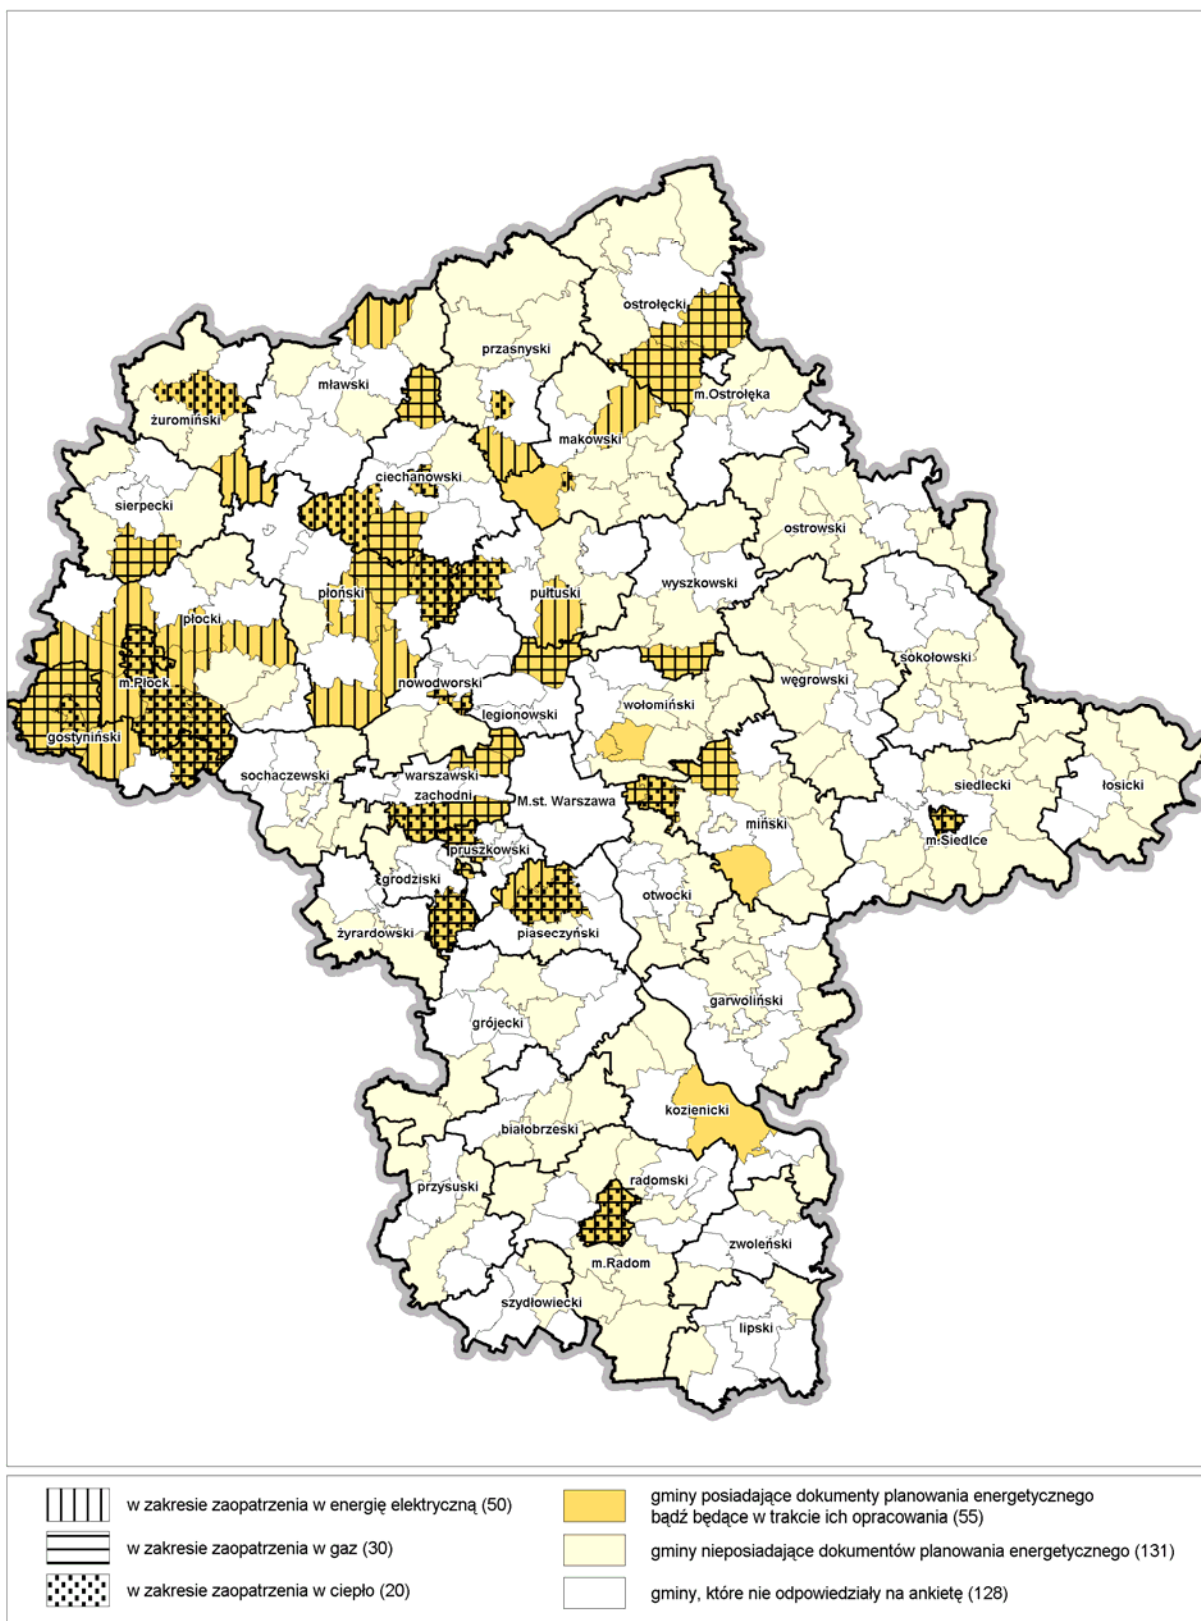 ostrołęcki
przasnyski
mławski
m.Ostrołęka
żuromiński
makowski
ciechanowski
sierpecki
ostrowski
wyszkowski
płoński
pułtuski
płocki
sokołowski
m.Płock
węgrowski
nowodworski
wołomiński
legionowski
gostyniński
sochaczewski
warszawski
zachodni
M.st. Warszawa
siedlecki
łosicki
miński
m.Siedlce
pruszkowski
grodziski
otwocki
żyrardowski
piaseczyński
garwoliński
grójecki
kozienicki
białobrzeski
przysuski
radomski
zwoleński
m.Radom
szydłowiecki
lipski
w zakresie zaopatrzenia w energię elektryczną (50)
w zakresie zaopatrzenia w gaz (30)
w zakresie zaopatrzenia w ciepło (20)
gminy posiadające dokumenty planowania energetycznego
bądź będące w trakcie ich opracowania (55)
gminy nieposiadające dokumentów planowania energetycznego (131)
gminy, które nie odpowiedziały na ankietę (128)